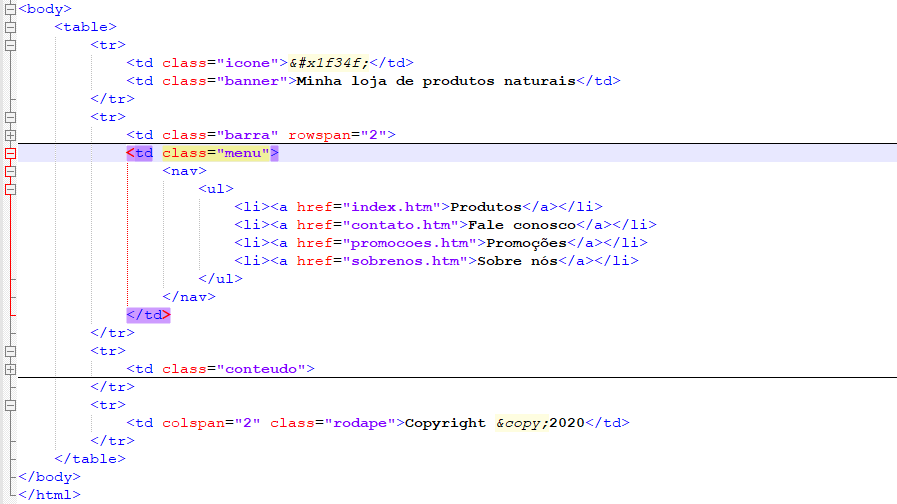 <body>
<table>
<tr>
<td class="icone">&#x1f34f;</td>
<td class="banner">Minha loja de produtos naturais</td>
</tr>
<tr>
<td class="barra" rowspan="2">
<td class="menu">
<nav>
<ul>
<li><a href="index.htm">Produtos</a></li>
<li><a href="contato.htm">Fale conosco</a></li>
<li><a href="promocoes.htm">Promoções</a></li>
<li><a href="sobrenos.htm">Sobre nós</a></li>
</ul>
</nav>
</td>
</tr>
<tr>
<td class="conteudo">
</tr>
<tr>
<td colspan="2" class="rodape">Copyright &copy;2020</td>
</tr>
</table>
</body>
</html>